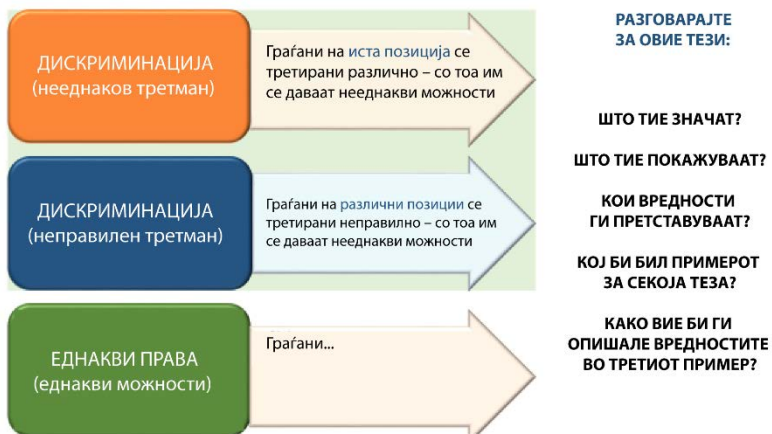 ДИСКРИМИНАЦИЈА
(нееднаков третман)
Граѓани на иста позиција се
третирани различно – со тоа им
се даваат нееднакви можности
ДИСКРИМИНАЦИЈА
(неправилен третман)
Граѓани на различни позиции се
третирани неправилно – со тоа им
се даваат нееднакви можности
ЕДНАКВИ ПРАВА
(еднакви можности)
Граѓани...
РАЗГОВАРАЈТЕ
ЗА ОВИЕ ТЕЗИ:
ШТО ТИЕ ЗНАЧАТ?
ШТО ТИЕ ПОКАЖУВААТ?
КОИ ВРЕДНОСТИ
ГИ ПРЕТСТАВУВААТ?
КОЈ БИ БИЛ ПРИМЕРОТ
ЗА СЕКОЈА ТЕЗА?
КАКО ВИЕ БИ ГИ
ОПИШАЛЕ ВРЕДНОСТИТЕ
ВО ТРЕТИОТ ПРИМЕР?